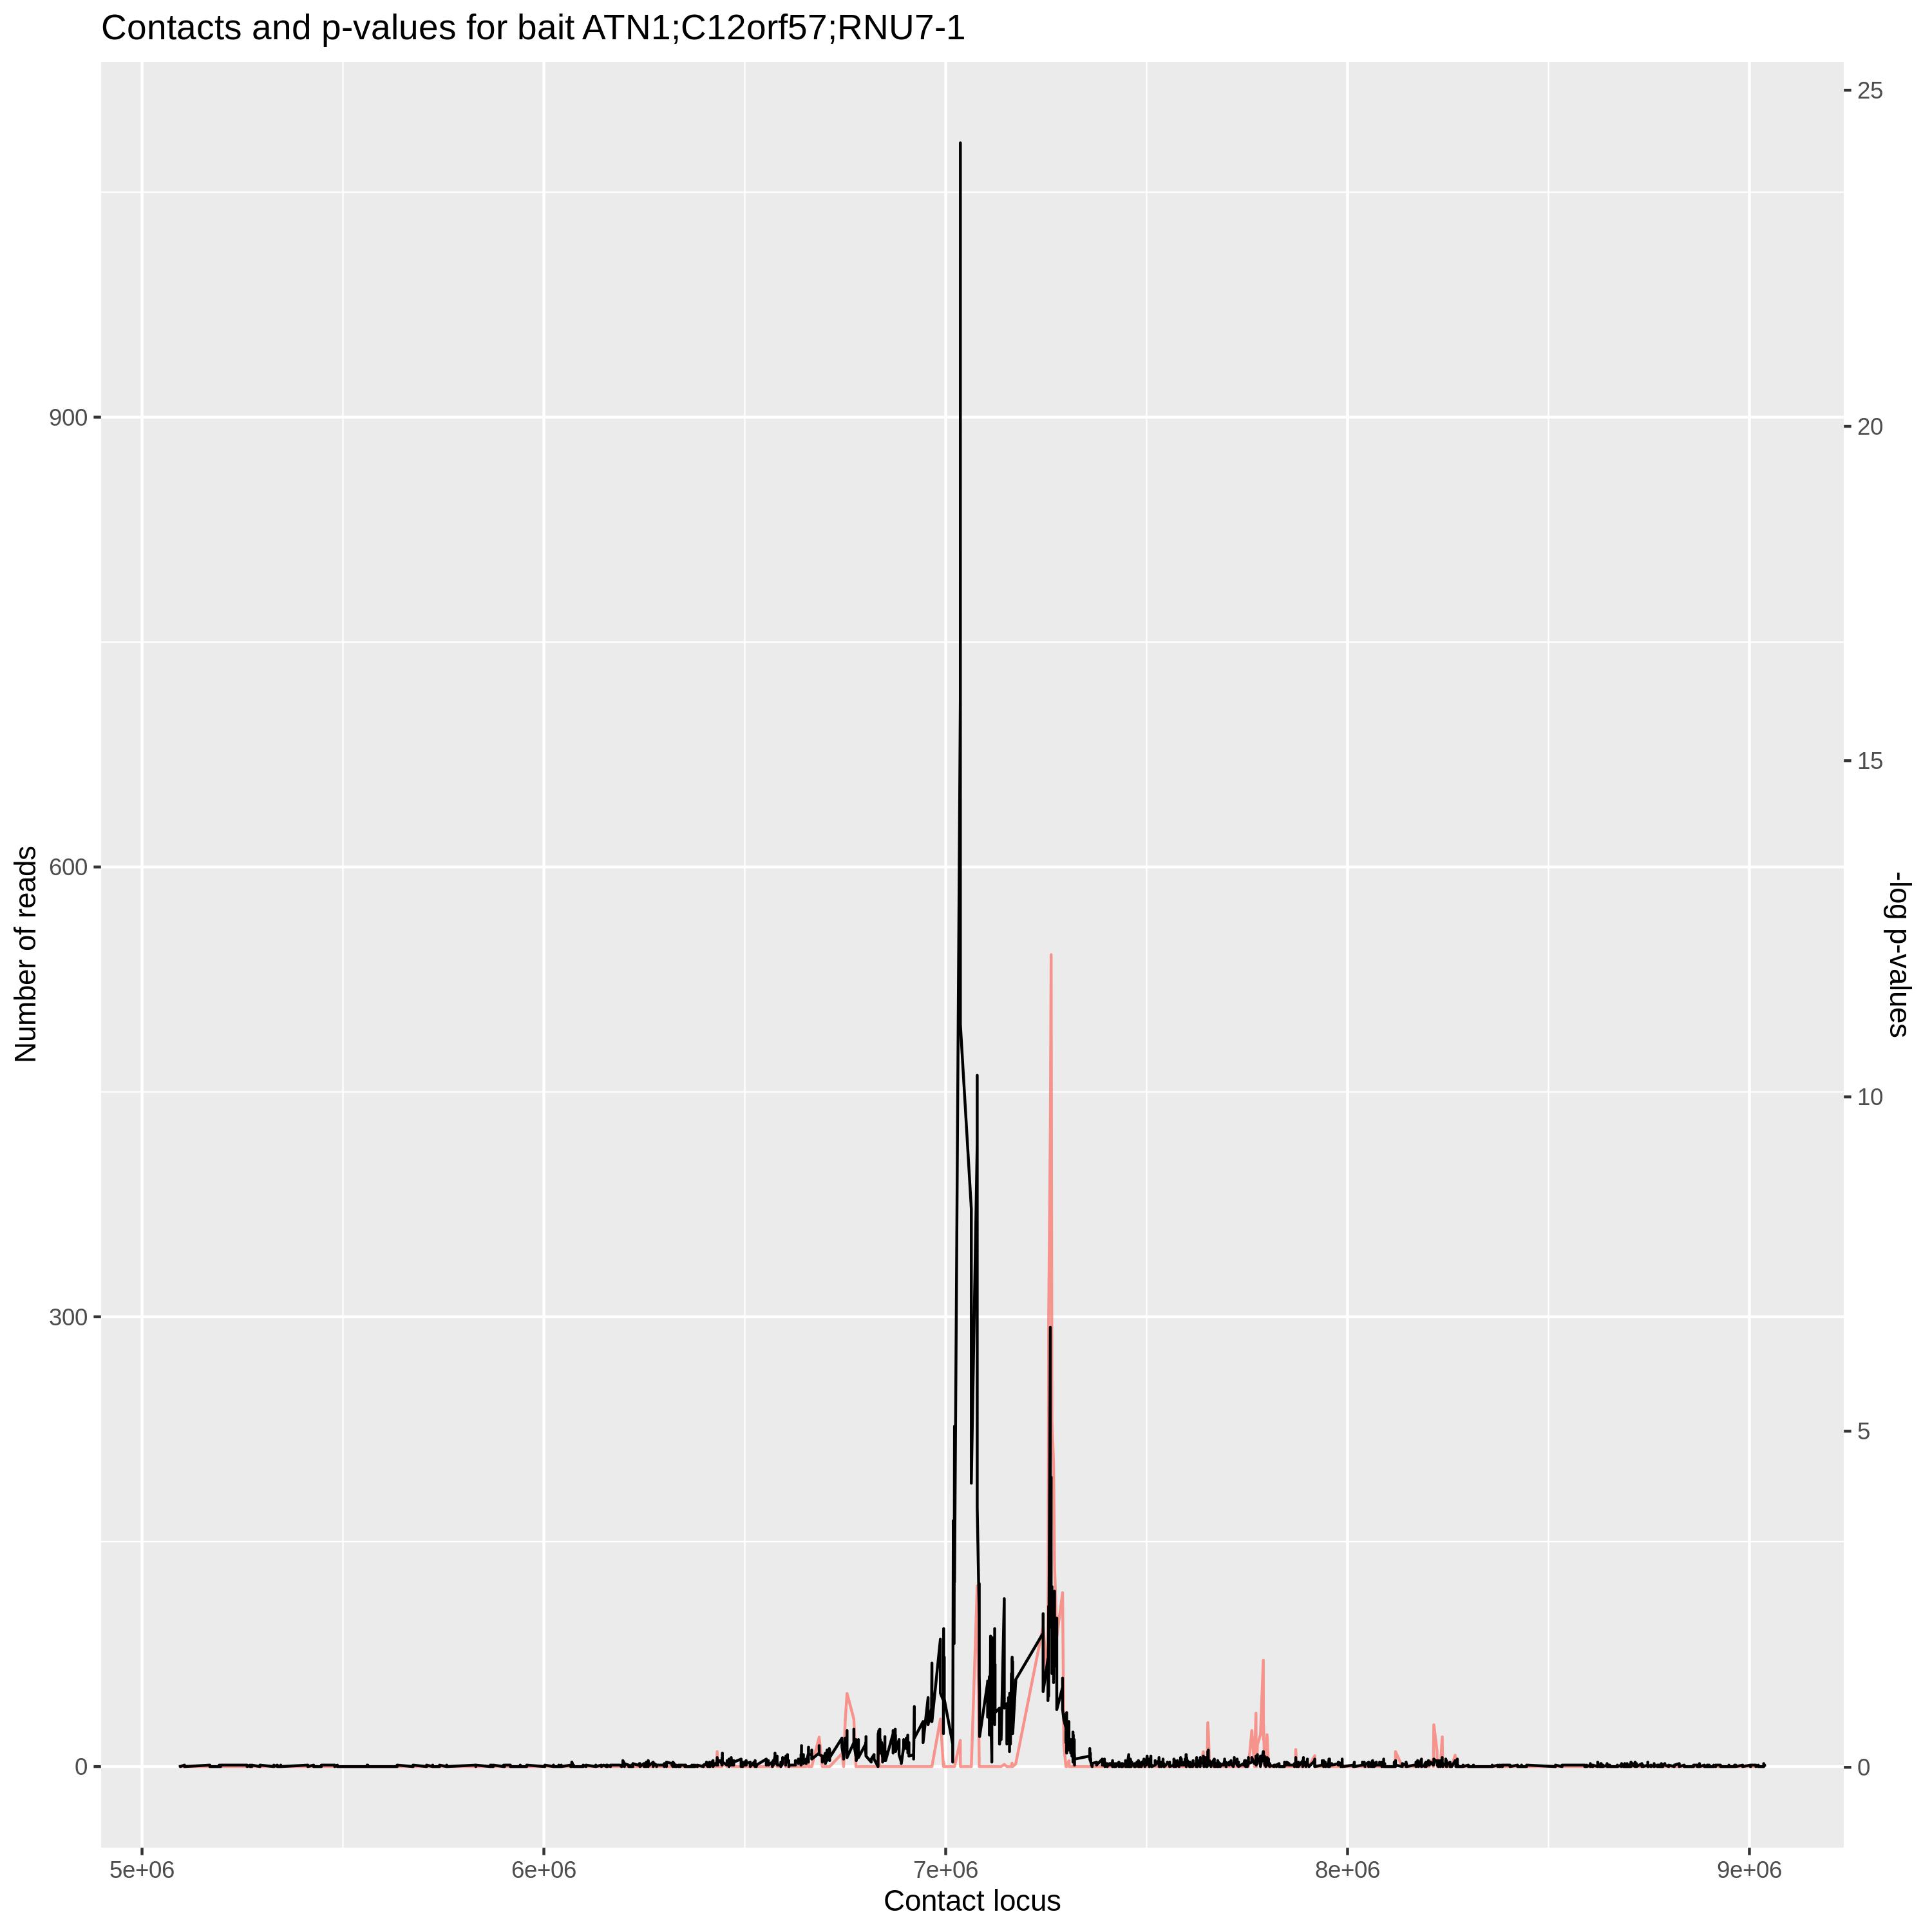 Contacts and p-values for bait ATN1;C12orf57;RNU7-1
Number of reads
900
600
300
0
25
20
15
10
5
0
-log p-values
5e+06
6e+06
7e+06
8e+06
9e+06
Contact locus